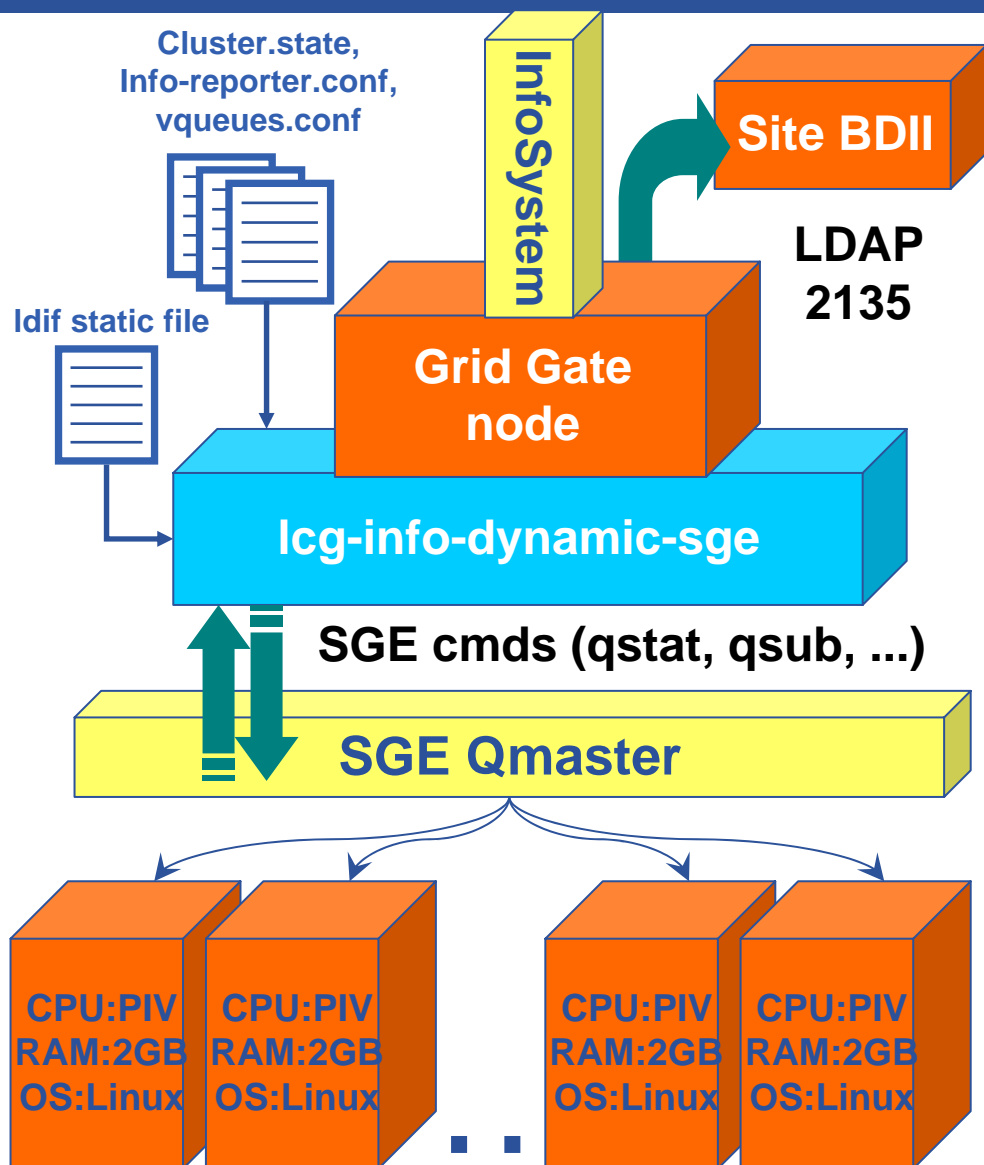 Cluster.state,
Info-reporter.conf,
vqueues.conf
InfoSystem
Site BDII
LDAP
2135
ldif static file
Grid Gate
node
lcg-info-dynamic-sge
SGE cmds (qstat, qsub, ...)
SGE Qmaster
CPU:PIV
RAM:2GB
OS:Linux
CPU:PIV
RAM:2GB
OS:Linux
CPU:PIV
RAM:2GB
OS:Linux
CPU:PIV
RAM:2GB
OS:Linux
. .